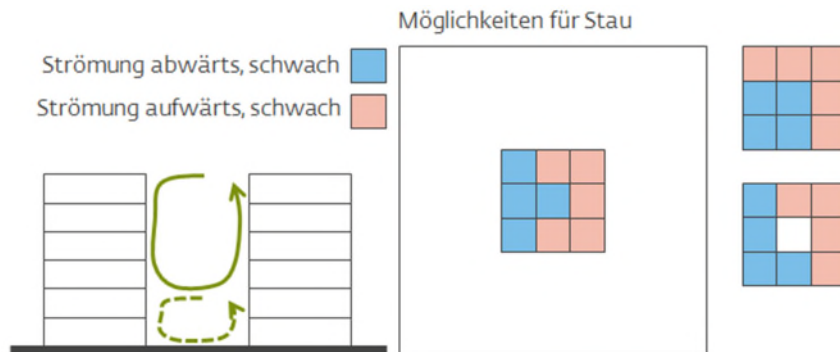 Möglichkeiten für Stau
Strömung abwärts, schwach
Strömung aufwärts, schwach